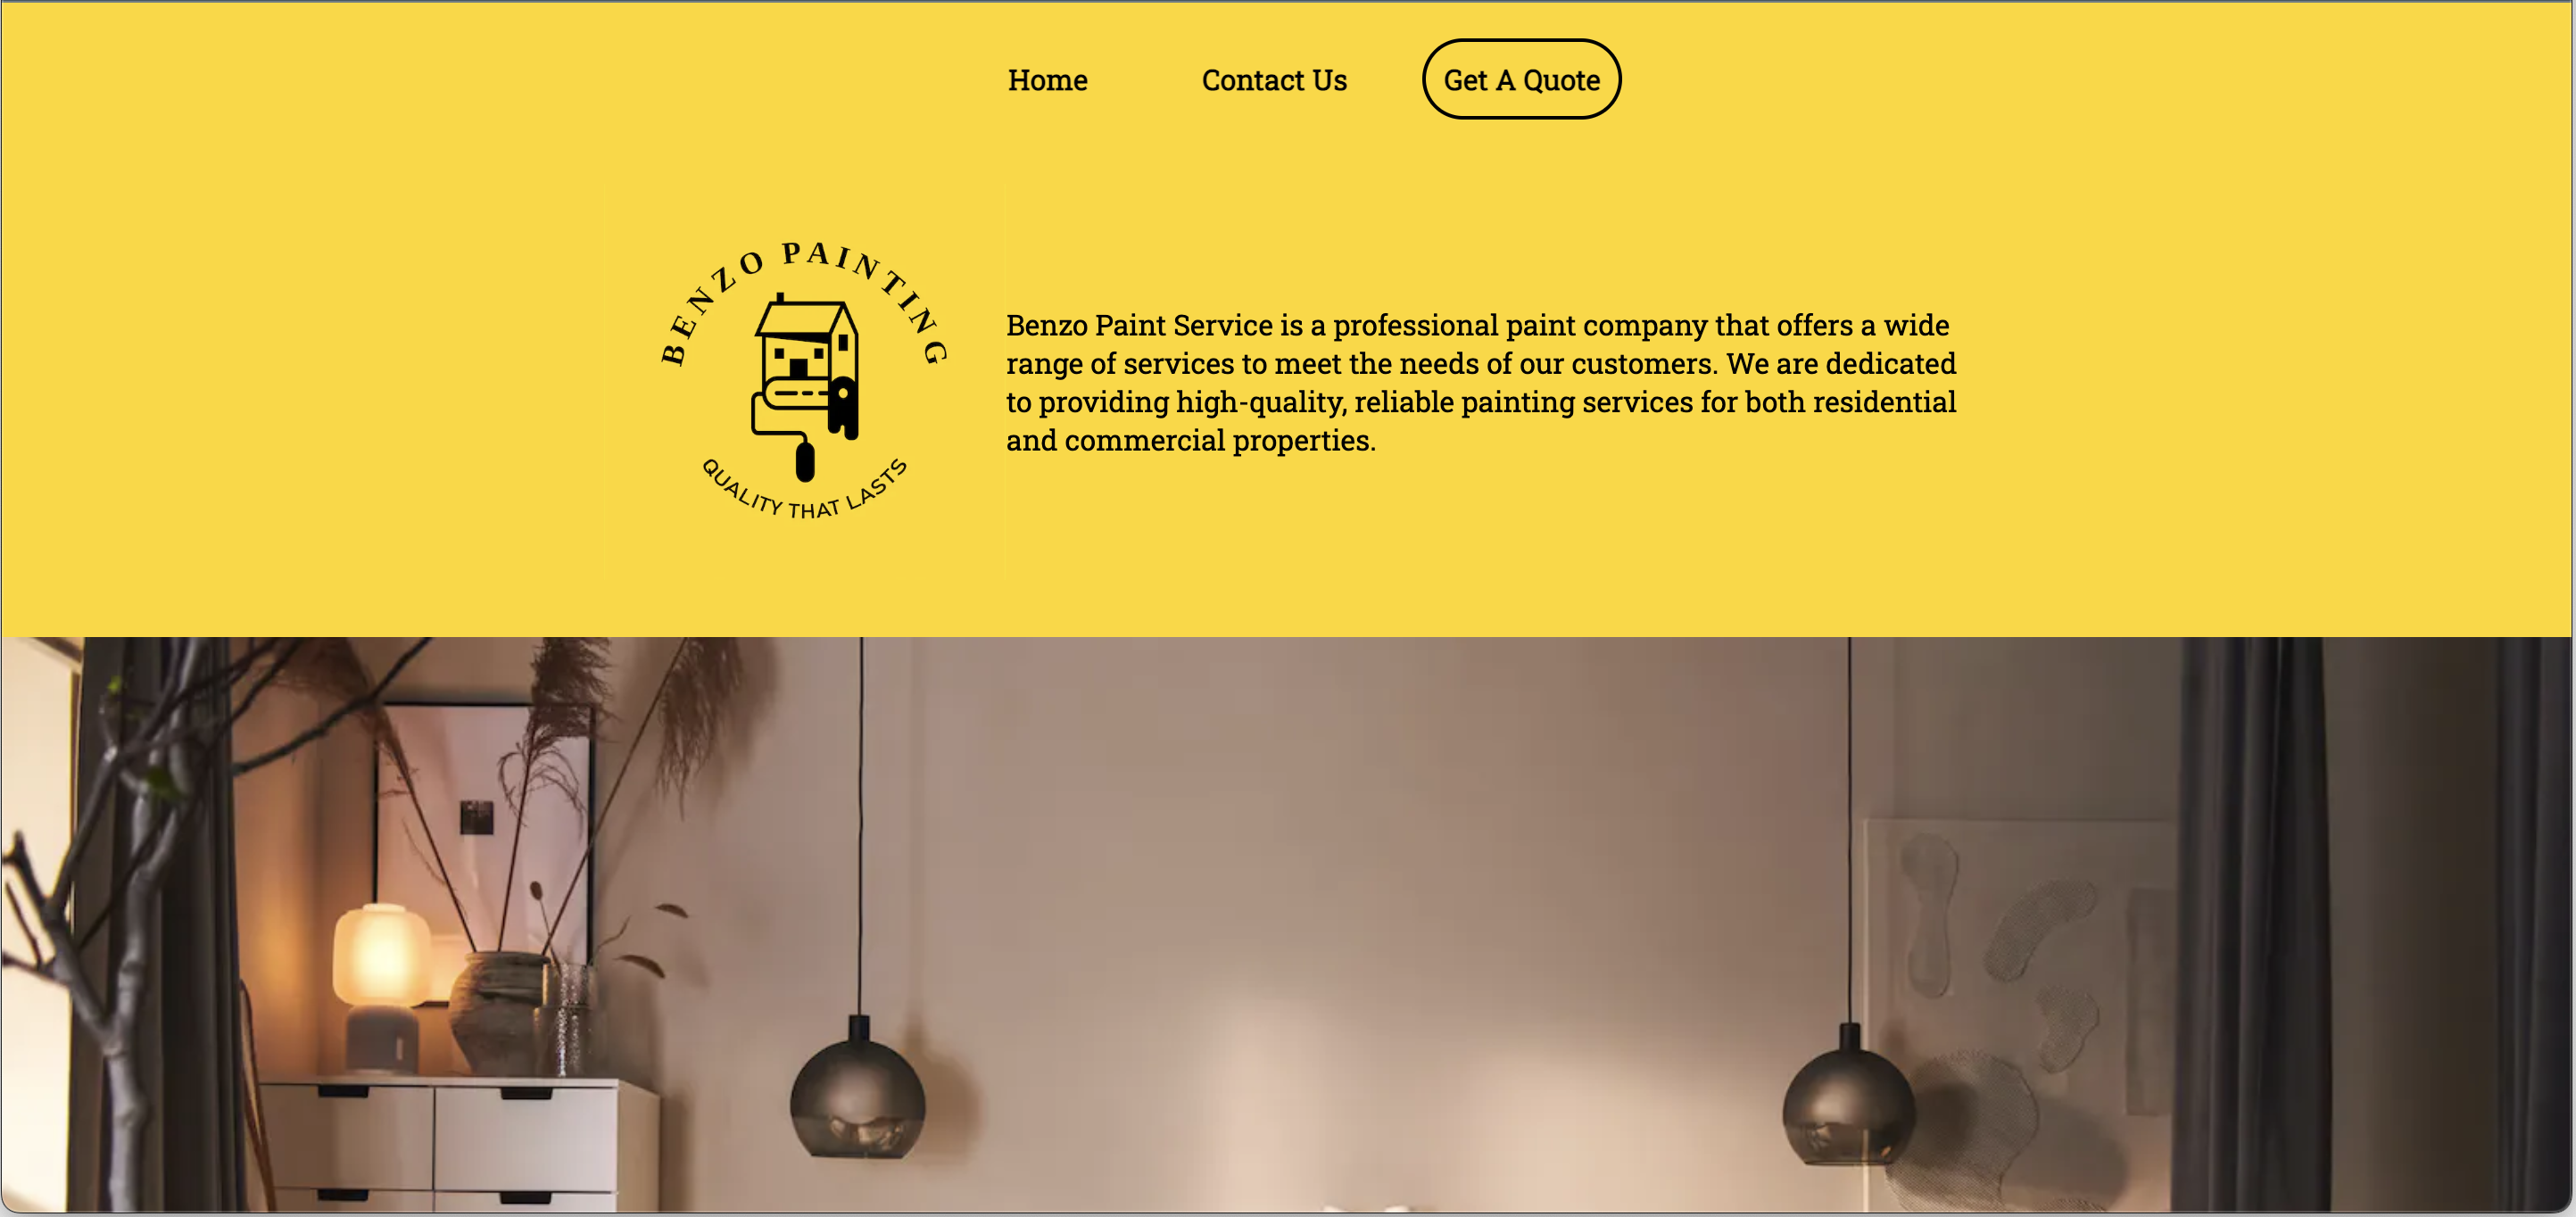 Home
Contact Us
Get A Quote
BENZO PAINTING
QUALITY THAT LASTS
Benzo Paint Service is a professional paint company that offers a wide
range of services to meet the needs of our customers. We are dedicated
to providing high-quality, reliable painting services for both residential
and commercial properties.